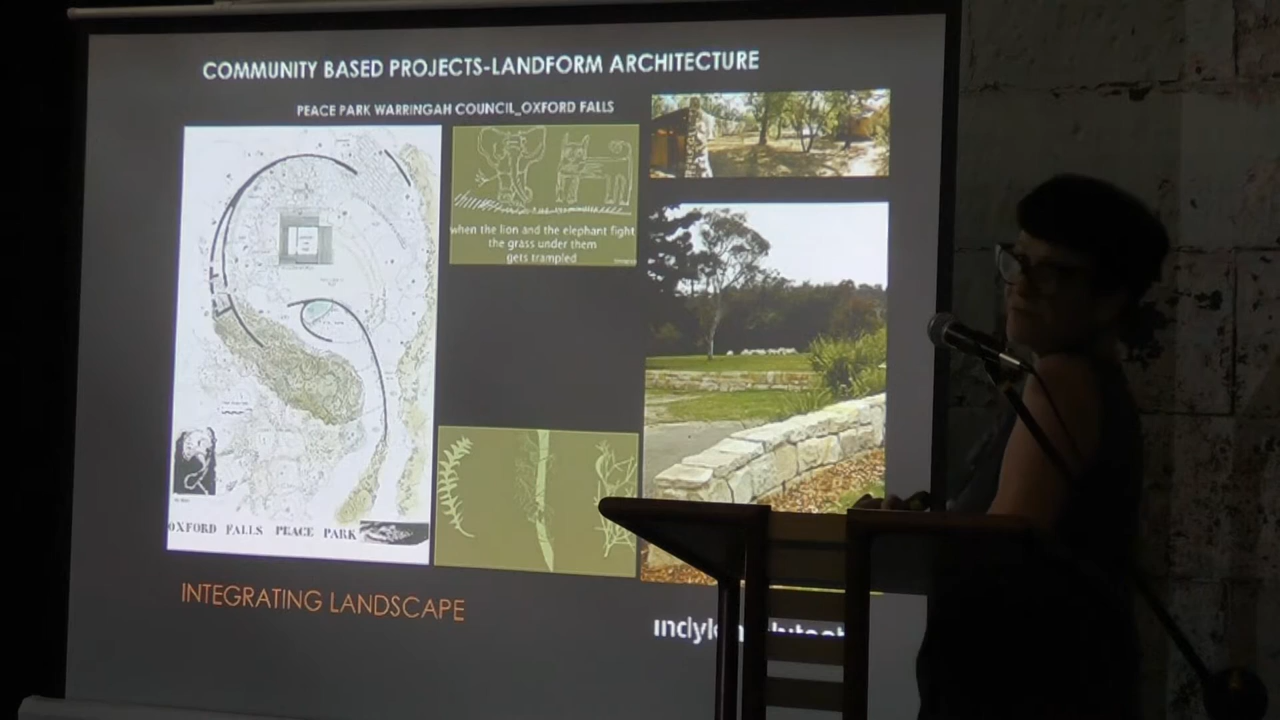 COMMUNITY BASED PROJECTS-LANDFORM ARCHITECTURE
PEACE PARK WARRINGAH COUNCIL_OXFORD FALLS
when the lion and the elephant fight
the grass under them
gets trampled
OXFORD FALLS PEACE PARK
INTEGRATING LANDSCAPE